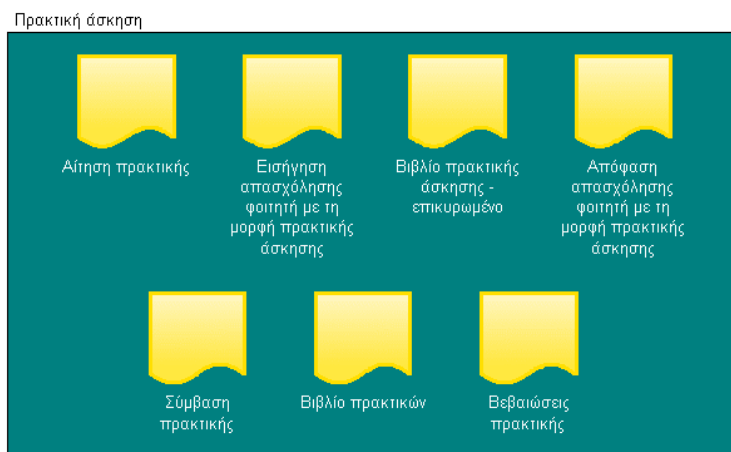 Πρακτική άσκηση
Αίτηση πρακτικής
Εισήγηση
απασχόλησης
φοιτητή με τη
μορφή πρακτικής
άσκησης
Βιβλίο πρακτικής
άσκησης -
επικυρωμένο
Απόφαση
απασχόλησης
φοιτητή με τη
μορφή πρακτικής
άσκησης
Σύμβαση
πρακτικής
Βιβλίο πρακτικών
Βεβαιώσεις
πρακτικής